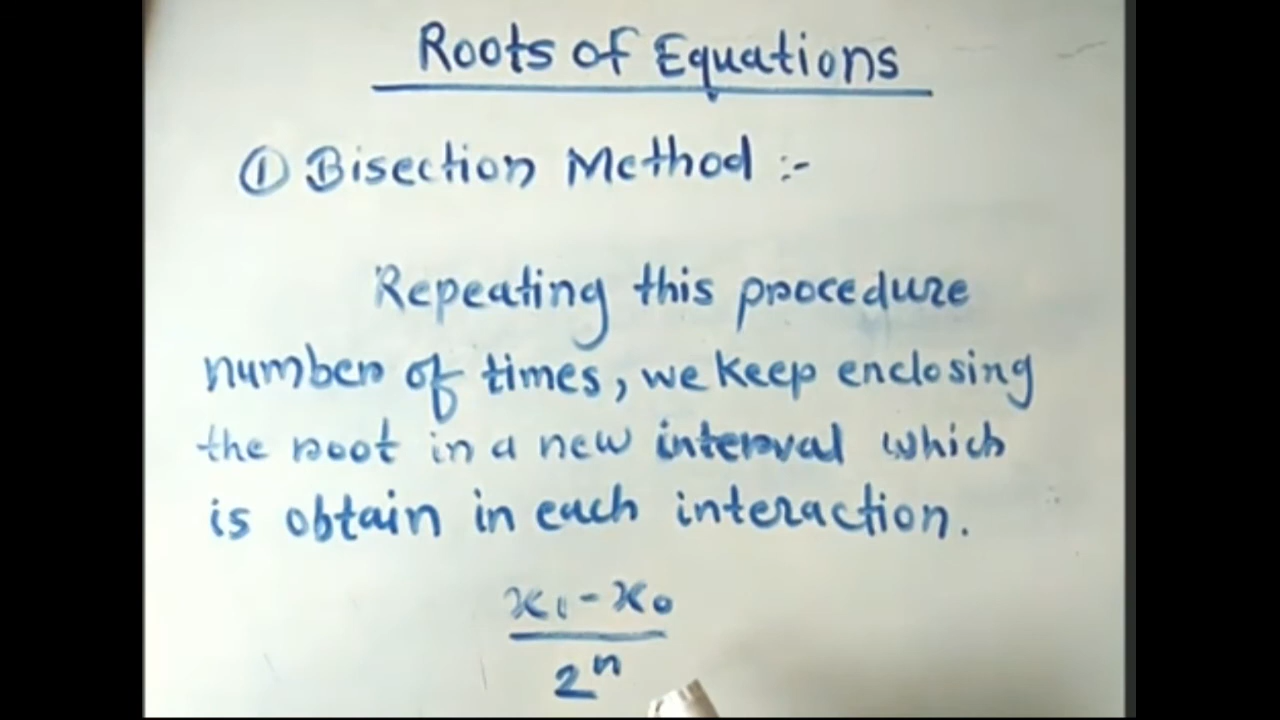 Roots of Equations
① Bisection Method :-
Repeating this procedure
number of times, we keep enclosing
the root in a new interval which
is obtain in each interaction.
x₁ - x₀
2ⁿ